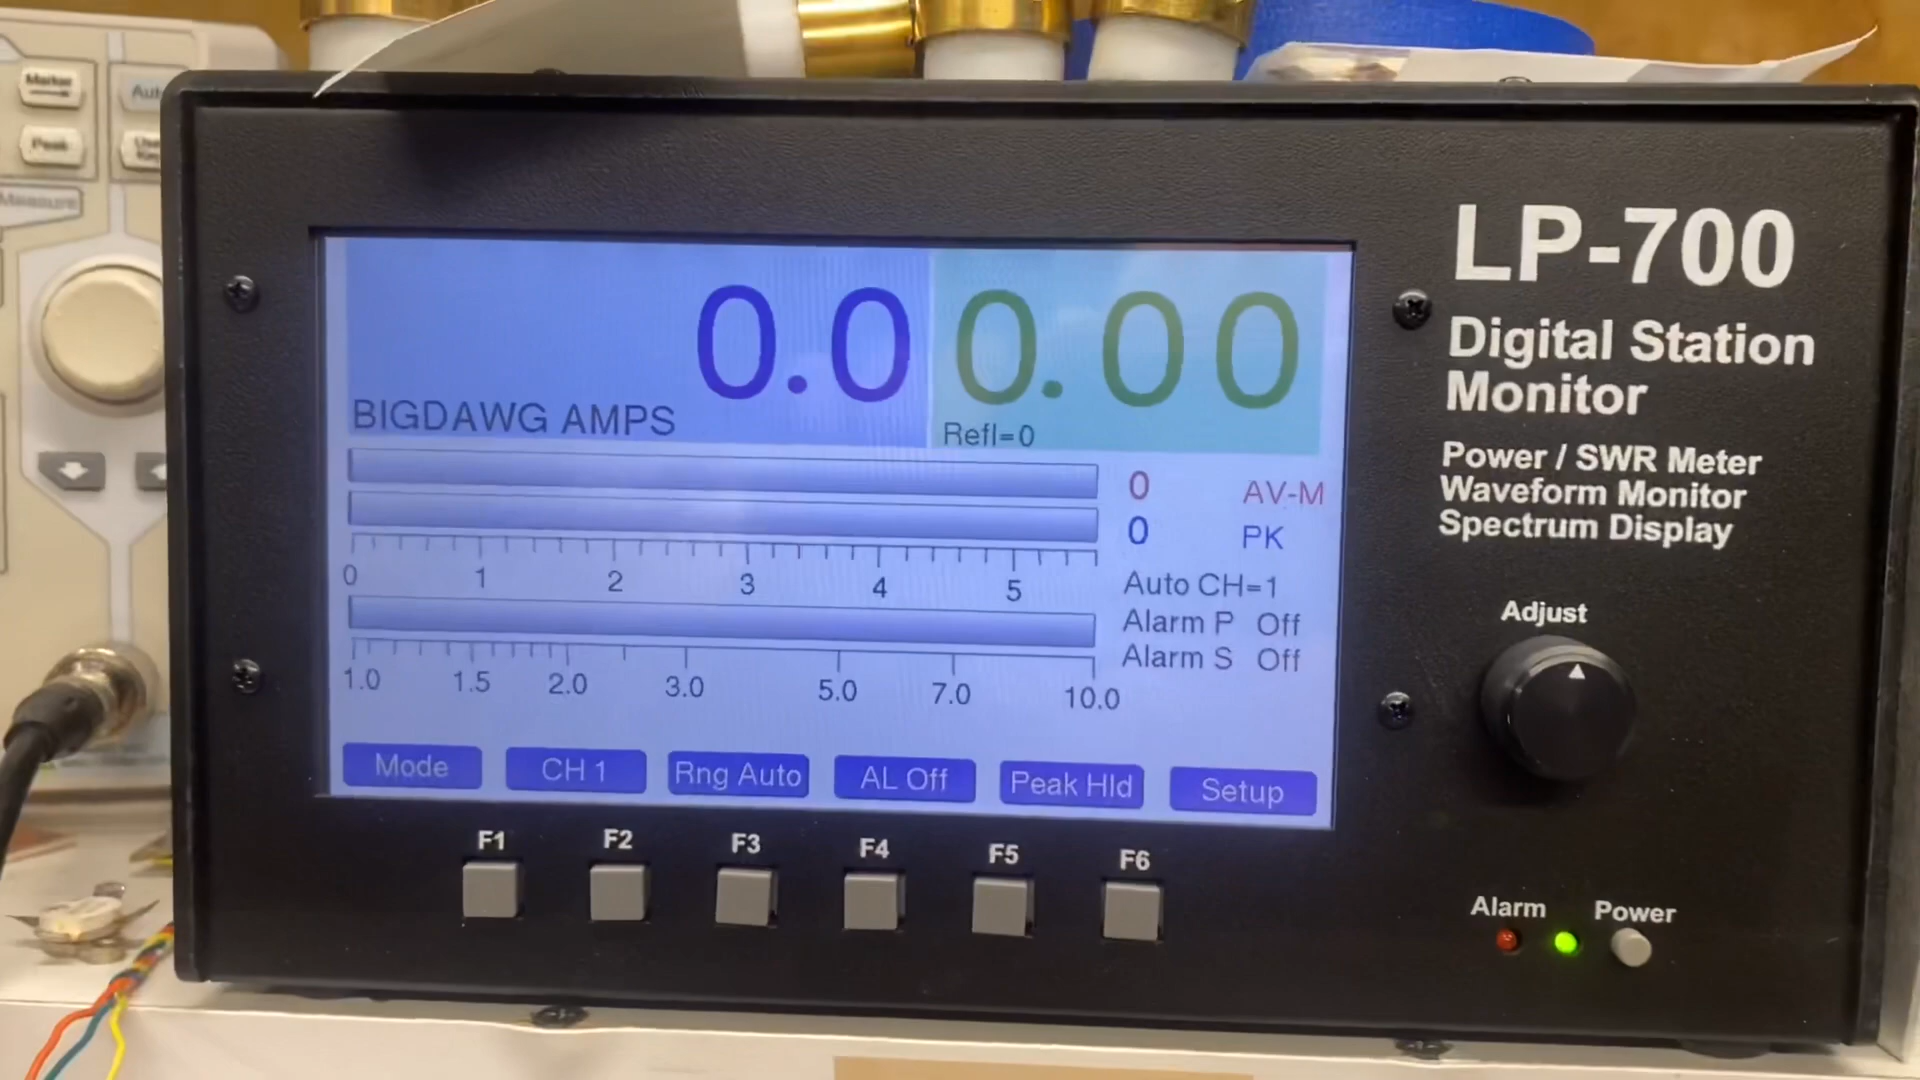 Marker
Peak
Measure
LP-700
Digital Station
Monitor
Power / SWR Meter
Waveform Monitor
Spectrum Display
Adjust
Alarm
Power
0.0
0.00
BIGDAWG AMPS
Refl=0
0 AV-M
0 PK
0 1 2 3 4 5
Auto CH=1
Alarm P Off
Alarm S Off
1.0 1.5 2.0 3.0 5.0 7.0 10.0
Mode CH 1 Rng Auto AL Off Peak Hld Setup
F1 F2 F3 F4 F5 F6